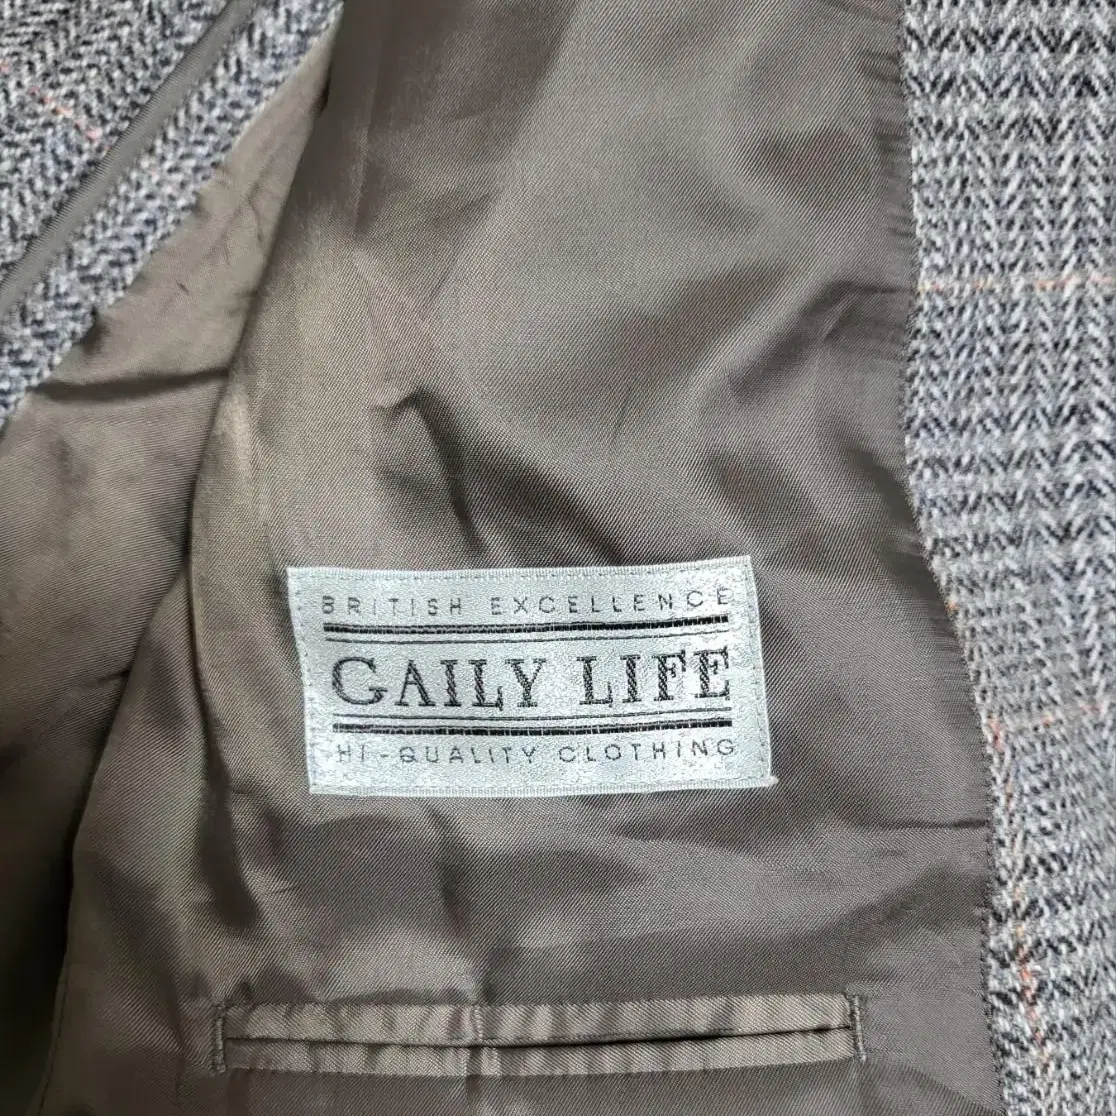 BRITISH EXCELLENCE
GAILY LIFE
HI-QUALITY CLOTHING